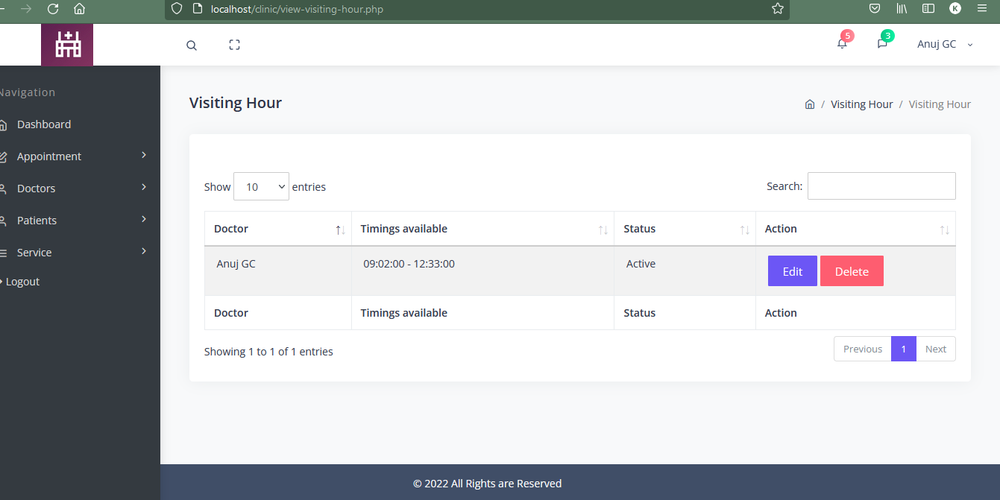 localhost/clinic/view-visiting-hour.php
K
5
3
Anuj GC
Navigation
Dashboard
Appointment
Doctors
Patients
Service
Logout
Visiting Hour
/ Visiting Hour / Visiting Hour
Show 10 entries
Search:
Doctor Timings available Status Action
Anuj GC 09:02:00 - 12:33:00 Active Edit Delete
Doctor Timings available Status Action
Showing 1 to 1 of 1 entries
Previous 1 Next
© 2022 All Rights are Reserved